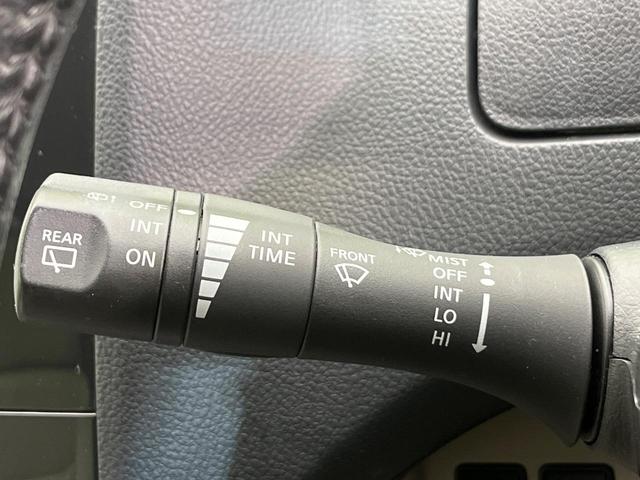 REAR
OFF
INT
ON
INT
TIME
FRONT
MIST
OFF
INT
LO
HI